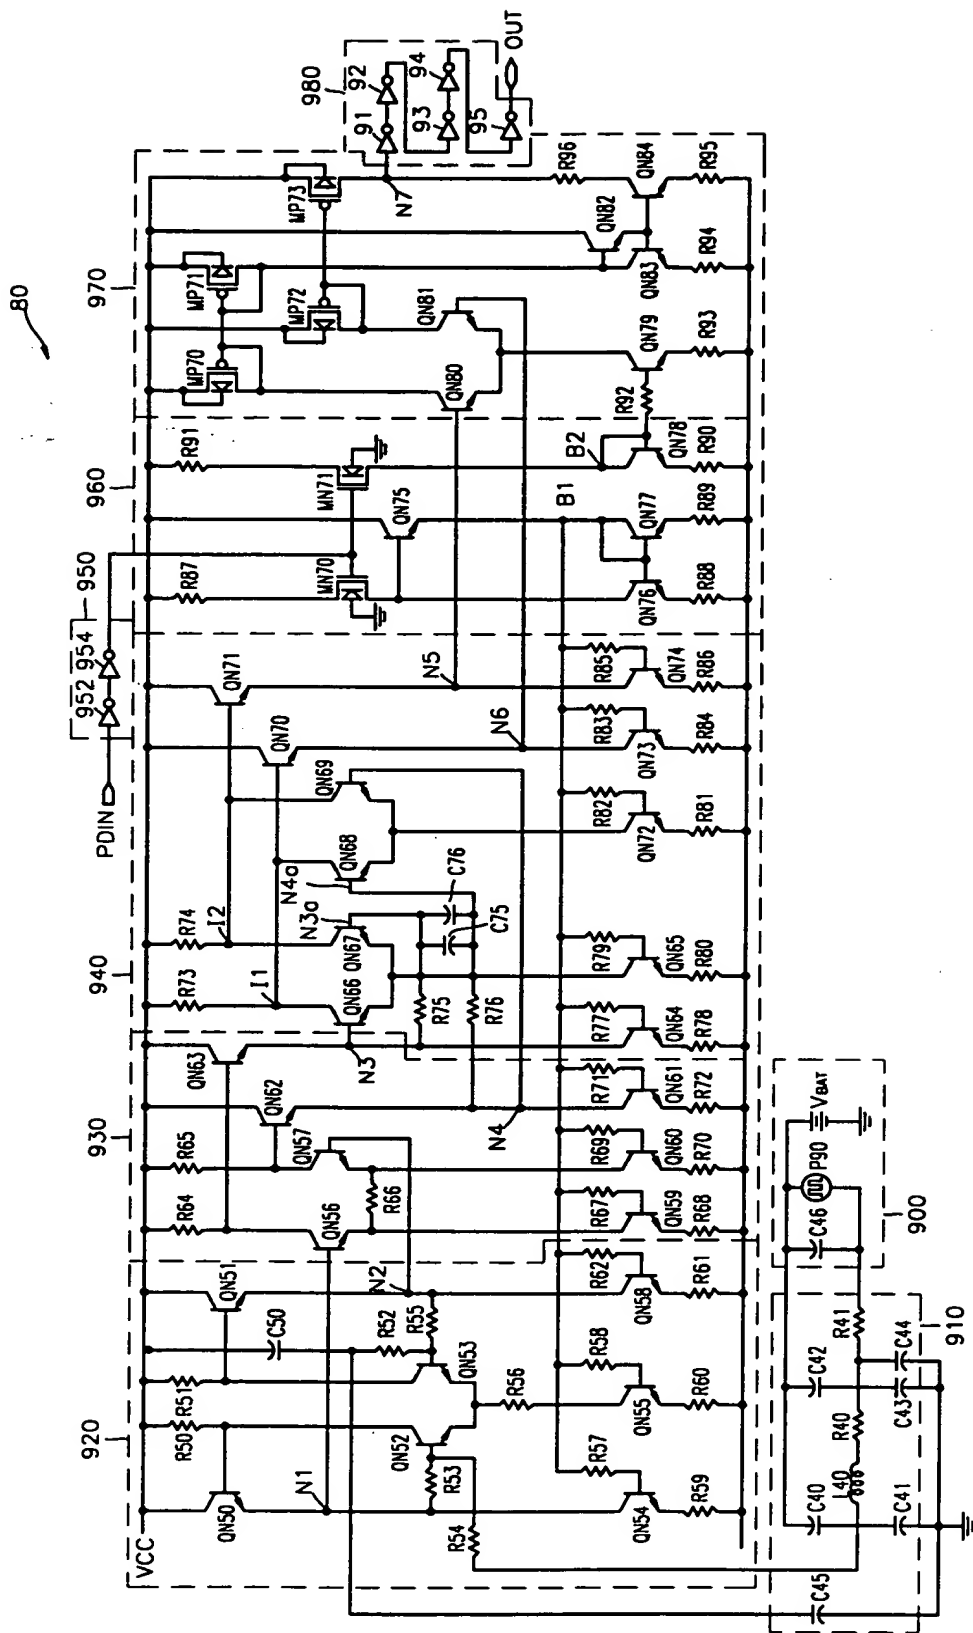 80
980
92
94
91
93
95
OUT
970
MP71
MP73
N7
R96
QN84
R95
QN82
QN83
R94
MP70
MP72
QN81
QN80
QN79
R93
R92
960
R91
MN71
B2
QN78
R90
QN75
B1
QN77
R89
R87
MN70
QN76
R88
950
954
952
PDIN
QN71
N5
R85
QN74
R86
QN70
N6
R83
QN73
R84
QN69
QN68
R82
QN72
R81
N4a
C76
N3a
C75
940
R74
I2
QN67
R73
I1
QN66
R75
R76
R79
QN65
R80
R77
QN64
R78
N3
QN63
930
QN62
N4
R71
QN61
R72
R65
QN57
R69
QN60
R70
R64
R66
QN56
R67
QN59
R68
QN51
N2
R62
QN58
R61
C50
R52
R55
920
R51
QN53
R56
R58
QN55
R60
R50
QN52
QN50
N1
R53
R57
QN54
R59
VCC
R54
VBAT
P90
C46
900
R41
C44
910
C42
C43
R40
L40
C40
C41
C45